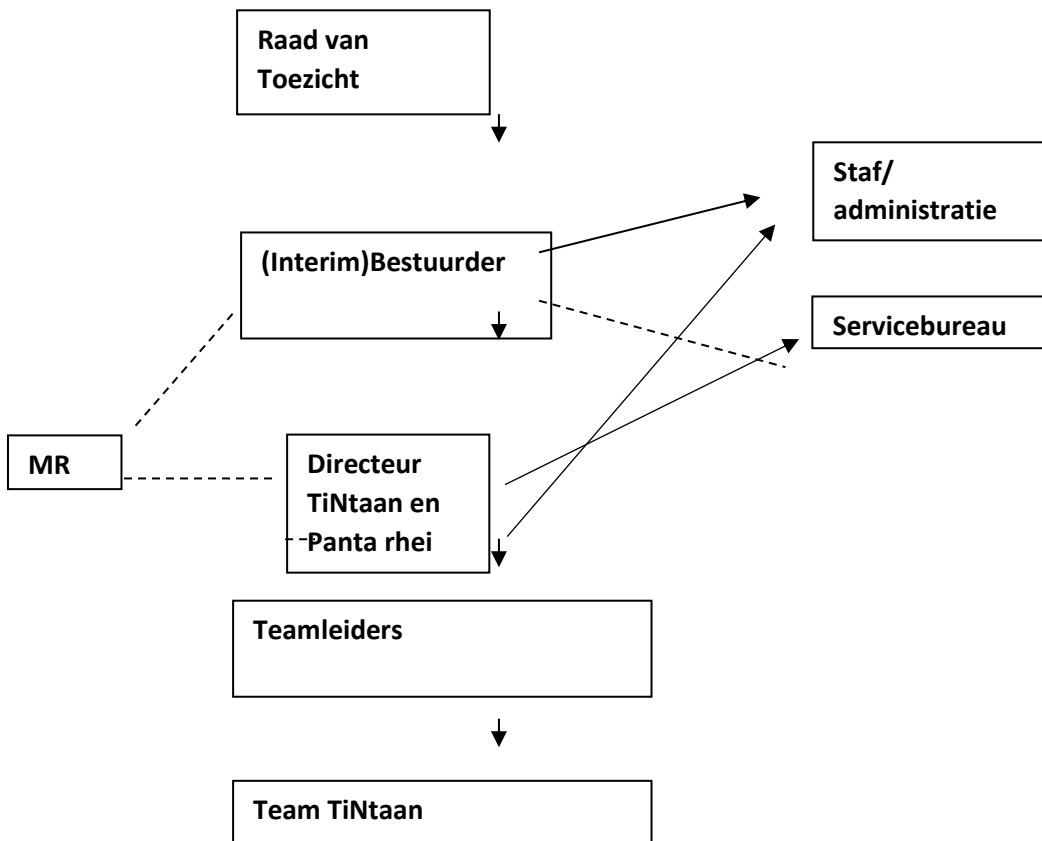 Raad van
Toezicht
Staf/
administratie
(Interim)Bestuurder
Servicebureau
MR
Directeur
TiNtaan en
Panta rhei
Teamleiders
Team TiNtaan